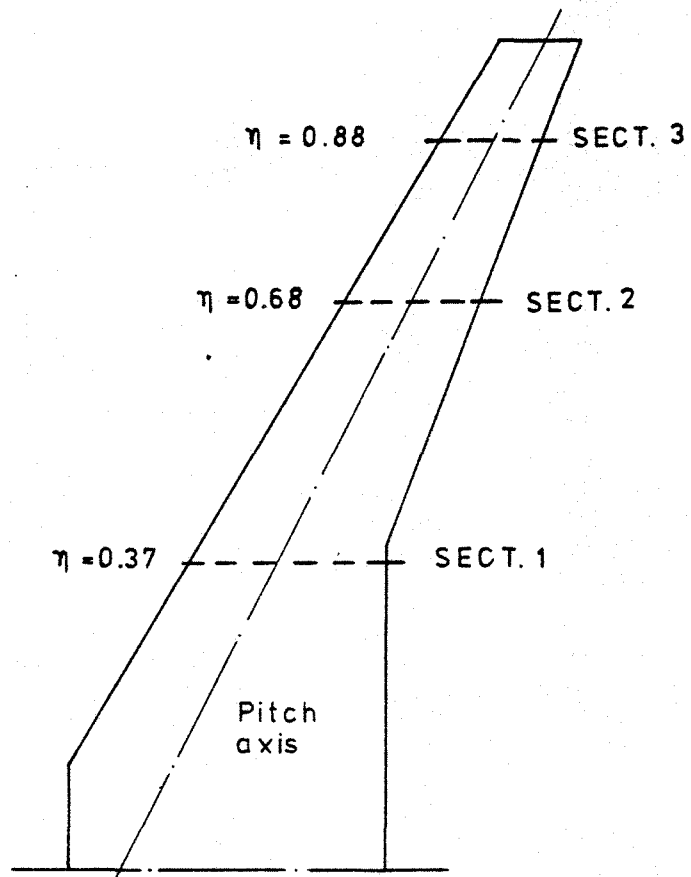 η = 0.88 SECT. 3
η = 0.68 SECT. 2
η = 0.37 SECT. 1
Pitch
axis